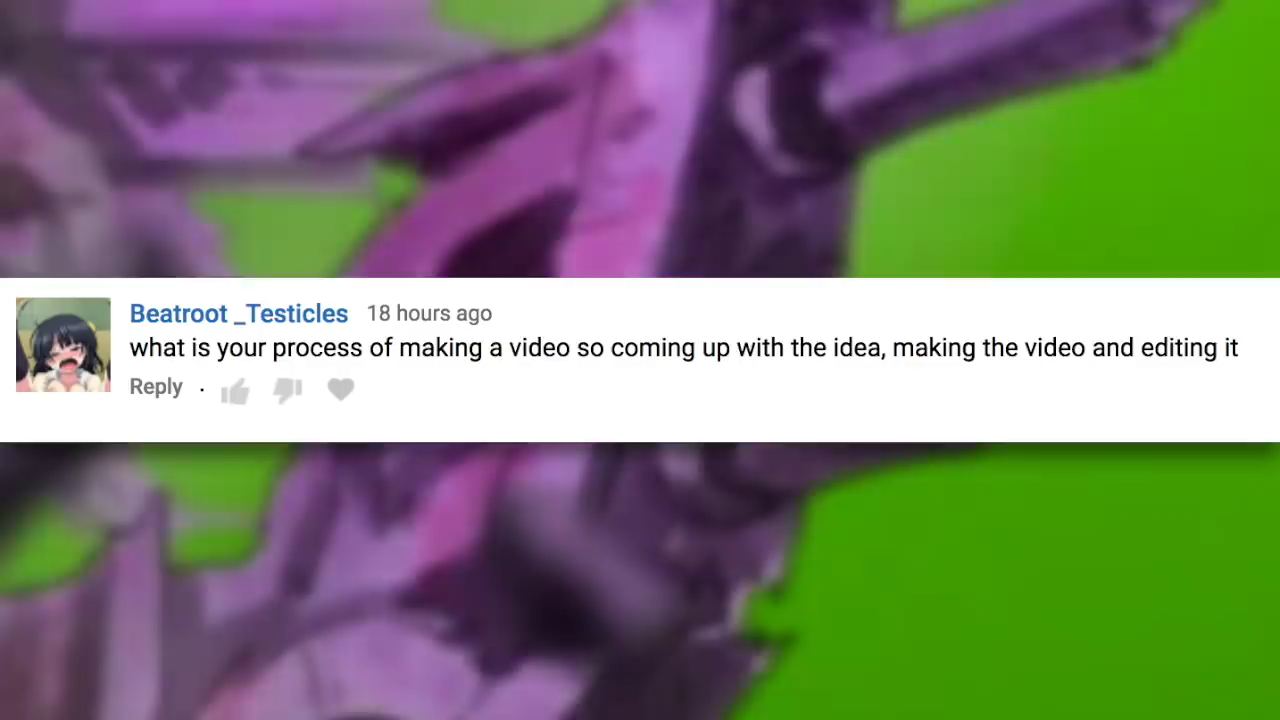 Beatroot _Testicles 18 hours ago
what is your process of making a video so coming up with the idea, making the video and editing it
Reply .